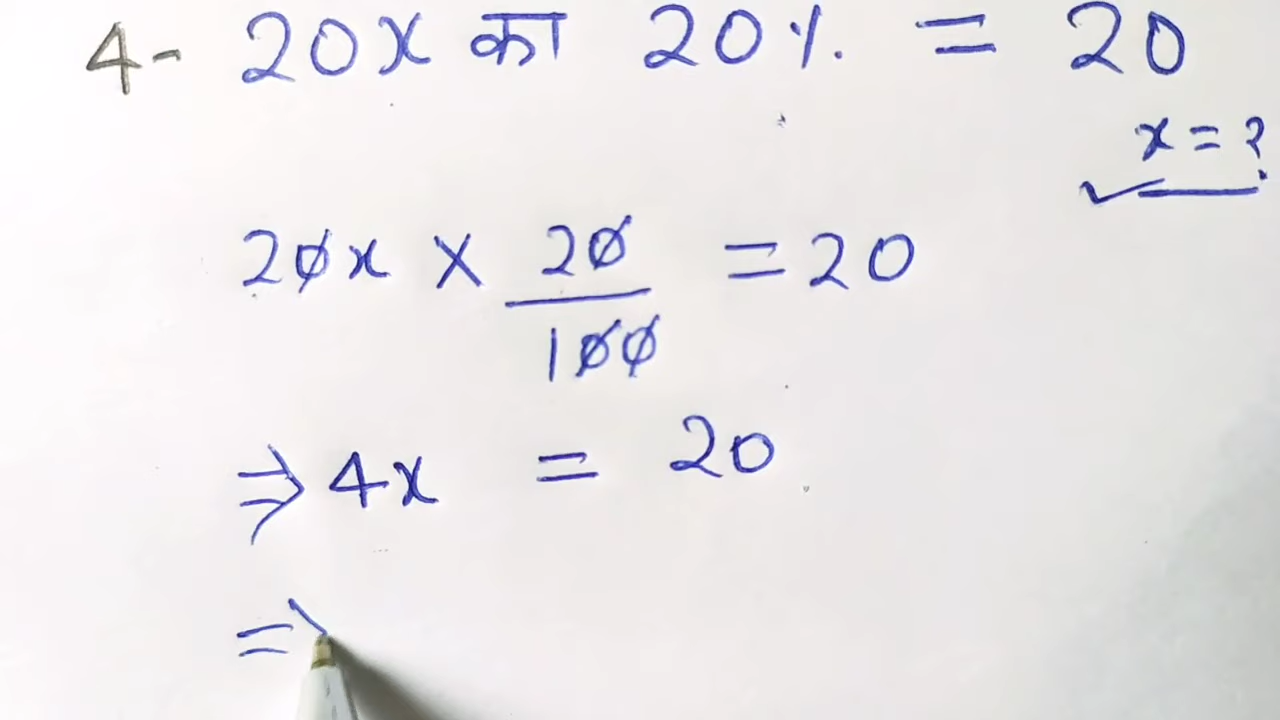 4- 20x का 20% = 20
x = ?
20x × 20/100 = 20
⇒ 4x = 20
⇒